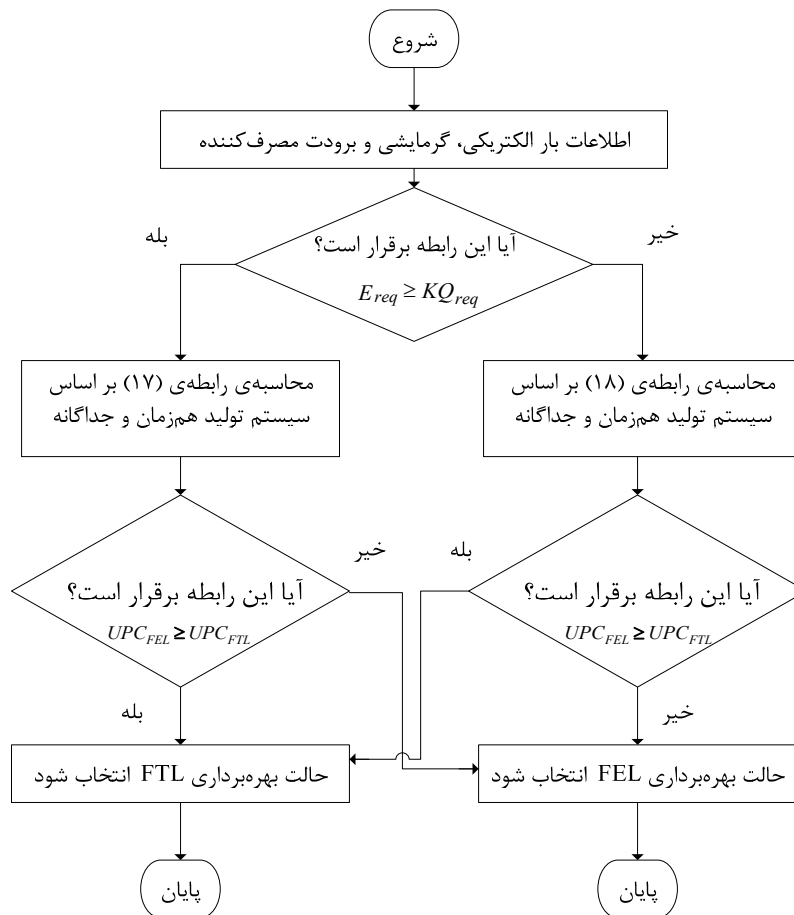 شروع
اطلاعات بار الکتریکی، گرمایشی و برودت مصرف‌کننده
آیا این رابطه برقرار است؟
E_req ≥ KQ_req
خیر
بله
محاسبه‌ی رابطه‌ی (۱۸) بر اساس
سیستم تولید هم‌زمان و جداگانه
محاسبه‌ی رابطه‌ی (۱۷) بر اساس
سیستم تولید هم‌زمان و جداگانه
بله
خیر
آیا این رابطه برقرار است؟
UPC_FEL ≥ UPC_FTL
آیا این رابطه برقرار است؟
UPC_FEL ≥ UPC_FTL
خیر
بله
حالت بهره‌برداری FEL انتخاب شود
حالت بهره‌برداری FTL انتخاب شود
پایان
پایان